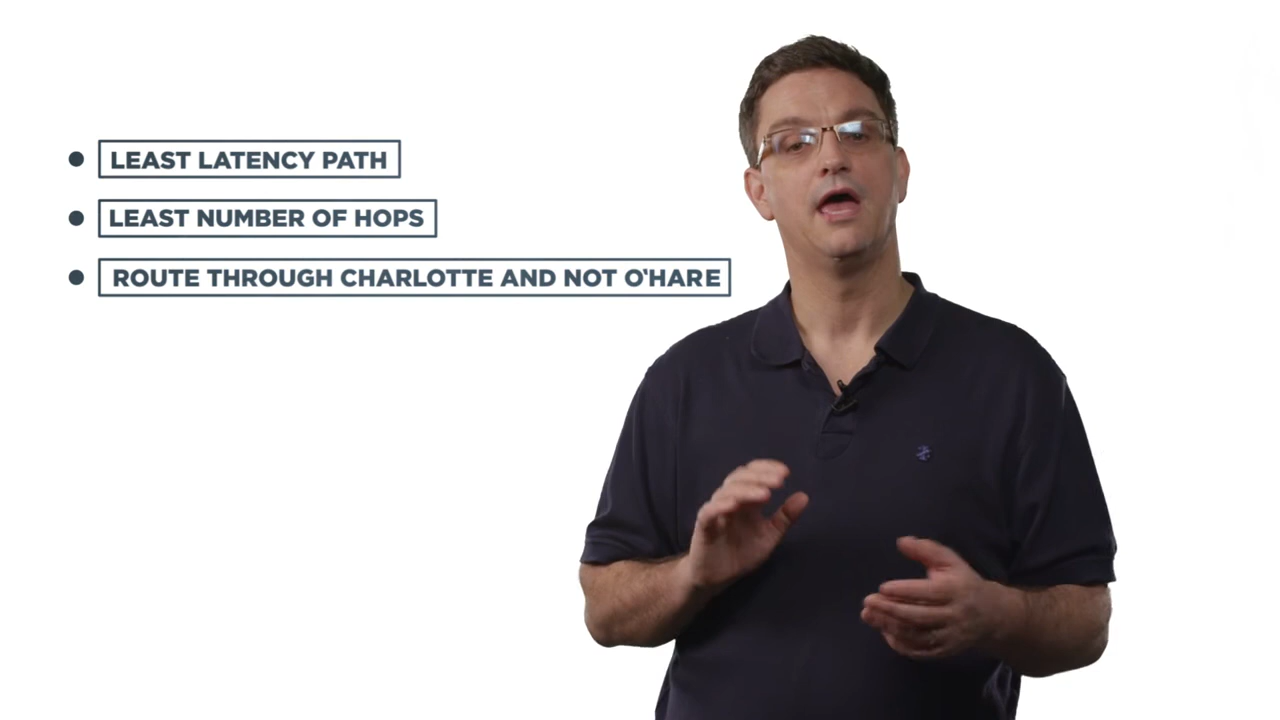 LEAST LATENCY PATH
LEAST NUMBER OF HOPS
ROUTE THROUGH CHARLOTTE AND NOT O'HARE